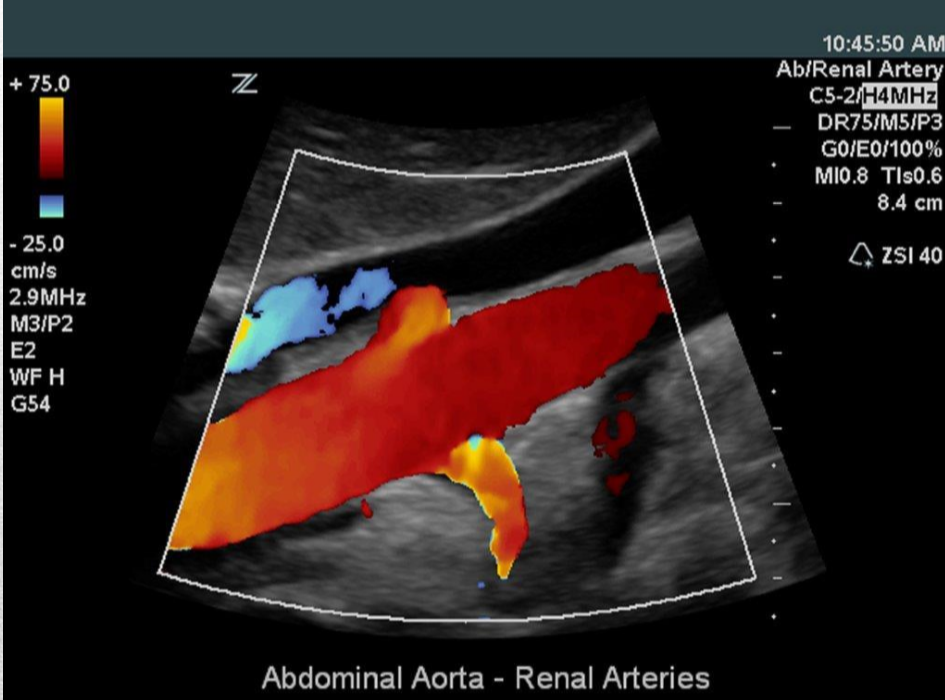 10:45:50 AM
Ab/Renal Artery
C5-2/H4MHz
DR75/M5/P3
G0/E0/100%
MI0.8 TIs0.6
8.4 cm
ZSI 40
+ 75.0
Z
- 25.0
cm/s
2.9MHz
M3/P2
E2
WF H
G54
Abdominal Aorta - Renal Arteries